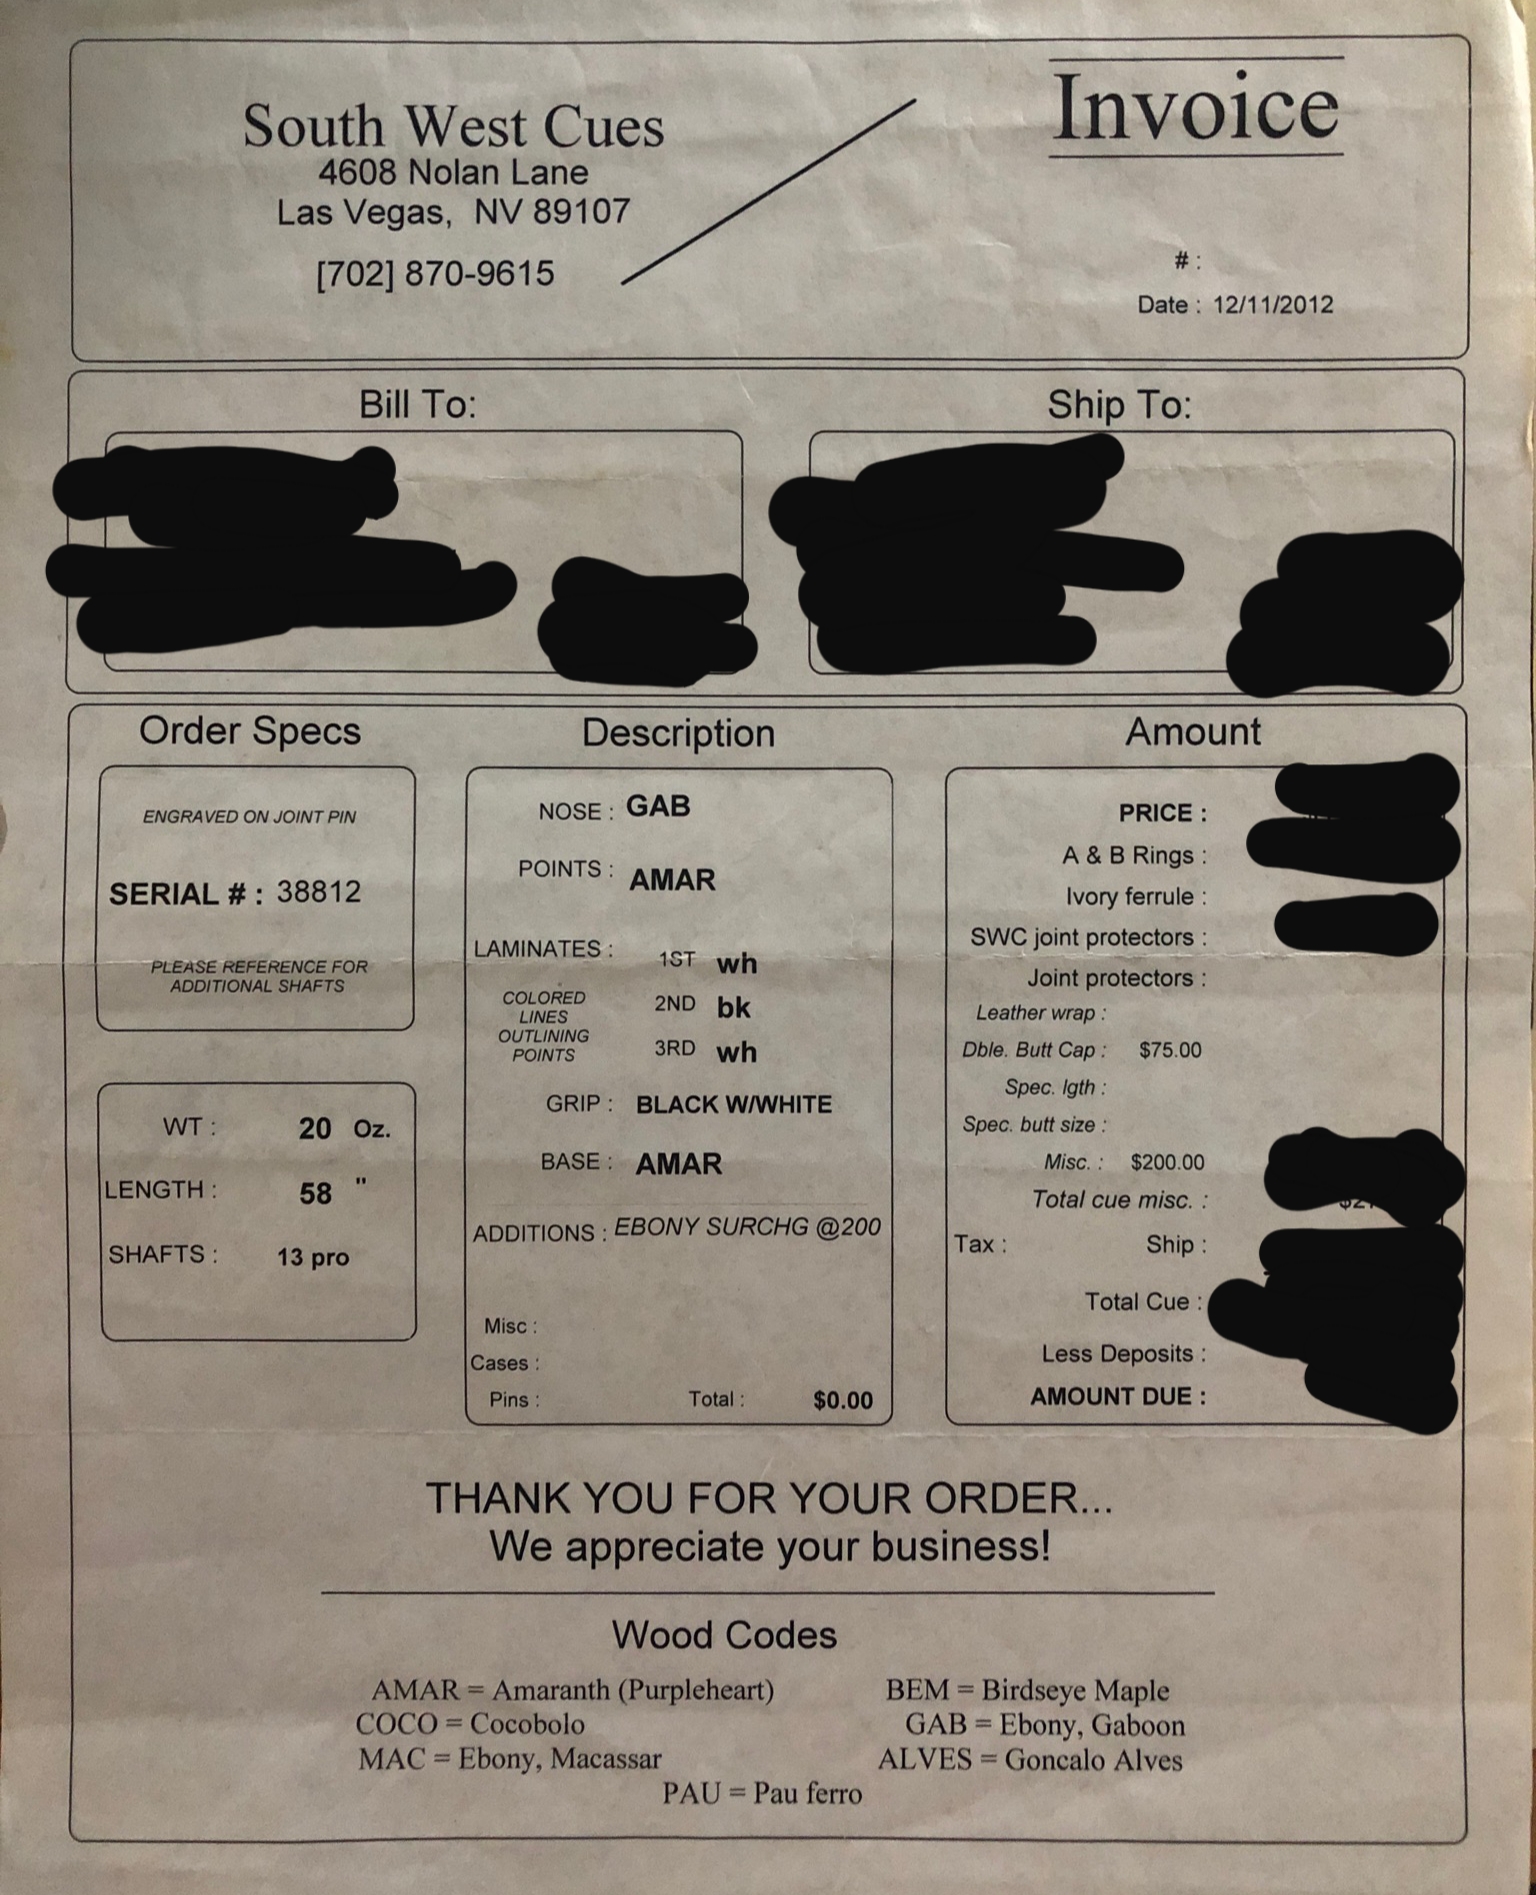 Invoice
South West Cues
4608 Nolan Lane
Las Vegas, NV 89107
[702] 870-9615
# :
Date : 12/11/2012
Bill To:
Ship To:
Order Specs
ENGRAVED ON JOINT PIN
SERIAL # : 38812
PLEASE REFERENCE FOR
ADDITIONAL SHAFTS
WT : 20 Oz.
LENGTH : 58 "
SHAFTS : 13 pro
Description
NOSE : GAB
POINTS : AMAR
LAMINATES : 1ST wh
COLORED
LINES
OUTLINING
POINTS
2ND bk
3RD wh
GRIP : BLACK W/WHITE
BASE : AMAR
ADDITIONS : EBONY SURCHG @200
Misc :
Cases :
Pins : Total : $0.00
Amount
PRICE :
A & B Rings :
Ivory ferrule :
SWC joint protectors :
Joint protectors :
Leather wrap :
Dble. Butt Cap : $75.00
Spec. lgth :
Spec. butt size :
Misc. : $200.00
Total cue misc. :
Tax : Ship :
Total Cue :
Less Deposits :
AMOUNT DUE :
THANK YOU FOR YOUR ORDER...
We appreciate your business!
Wood Codes
AMAR = Amaranth (Purpleheart) BEM = Birdseye Maple
COCO = Cocobolo GAB = Ebony, Gaboon
MAC = Ebony, Macassar ALVES = Goncalo Alves
PAU = Pau ferro